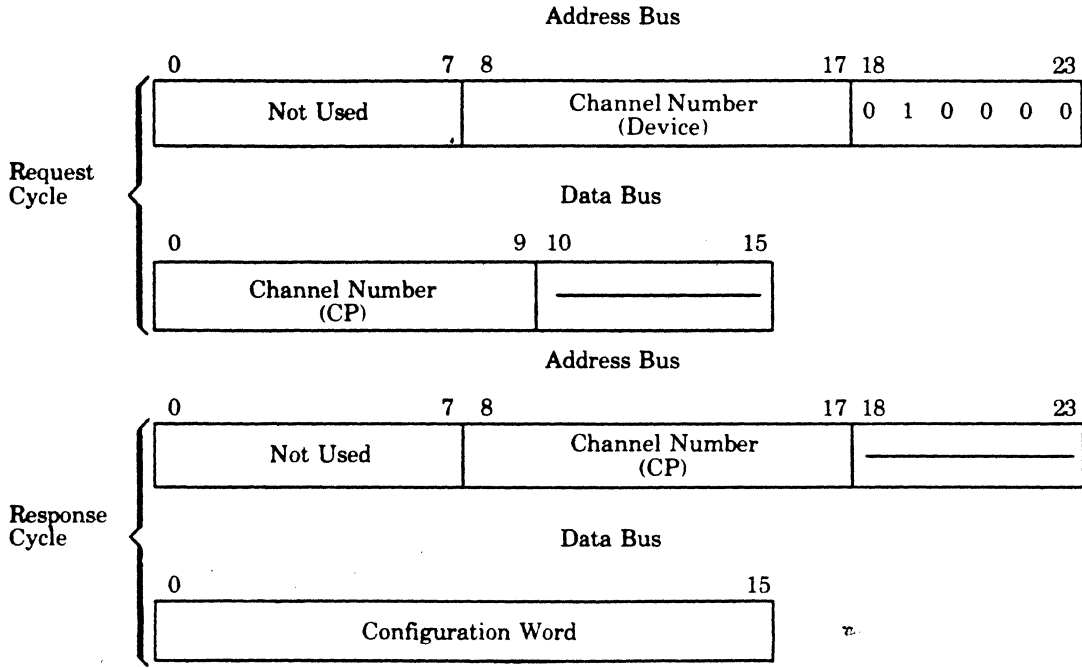 Address Bus
0 7 8 17 18 23
Not Used Channel Number 0 1 0 0 0 0
(Device)
Request
Cycle
Data Bus
0 9 10 15
Channel Number
(CP)
Address Bus
0 7 8 17 18 23
Not Used Channel Number
(CP)
Response
Cycle
Data Bus
0 15
Configuration Word